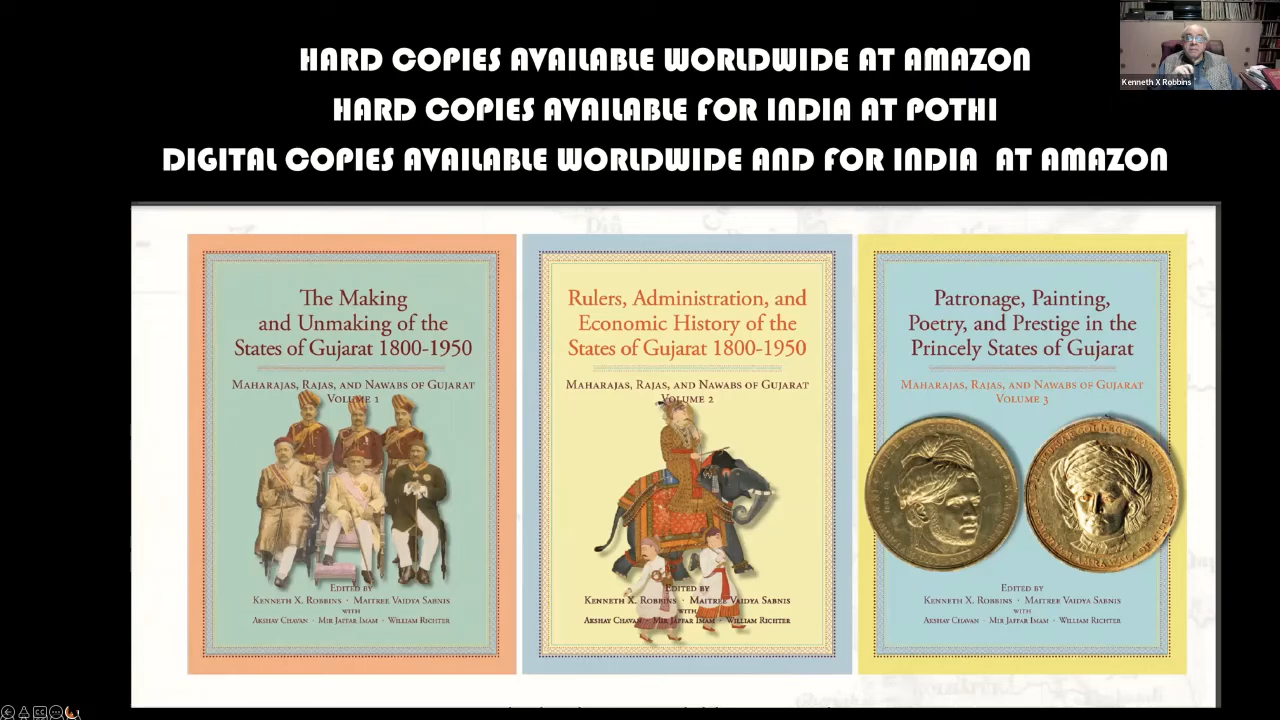 HARD COPIES AVAILABLE WORLDWIDE AT AMAZON
HARD COPIES AVAILABLE FOR INDIA AT POTHI
DIGITAL COPIES AVAILABLE WORLDWIDE AND FOR INDIA AT AMAZON
Kenneth X Robbins
The Making
and Unmaking of the
States of Gujarat 1800-1950
MAHARAJAS, RAJAS, AND NAWABS OF GUJARAT
VOLUME 1
EDITED BY
KENNETH X. ROBBINS · MAITREE VAIDYA SABNIS
WITH
AKSHAY CHAVAN · MIR JAFFAR IMAM · WILLIAM RICHTER
Rulers, Administration, and
Economic History of the
States of Gujarat 1800-1950
MAHARAJAS, RAJAS, AND NAWABS OF GUJARAT
VOLUME 2
EDITED BY
KENNETH X. ROBBINS · MAITREE VAIDYA SABNIS
WITH
AKSHAY CHAVAN · MIR JAFFAR IMAM · WILLIAM RICHTER
Patronage, Painting,
Poetry, and Prestige in the
Princely States of Gujarat
MAHARAJAS, RAJAS, AND NAWABS OF GUJARAT
VOLUME 3
EDITED BY
KENNETH X. ROBBINS · MAITREE VAIDYA SABNIS
WITH
AKSHAY CHAVAN · MIR JAFFAR IMAM · WILLIAM RICHTER